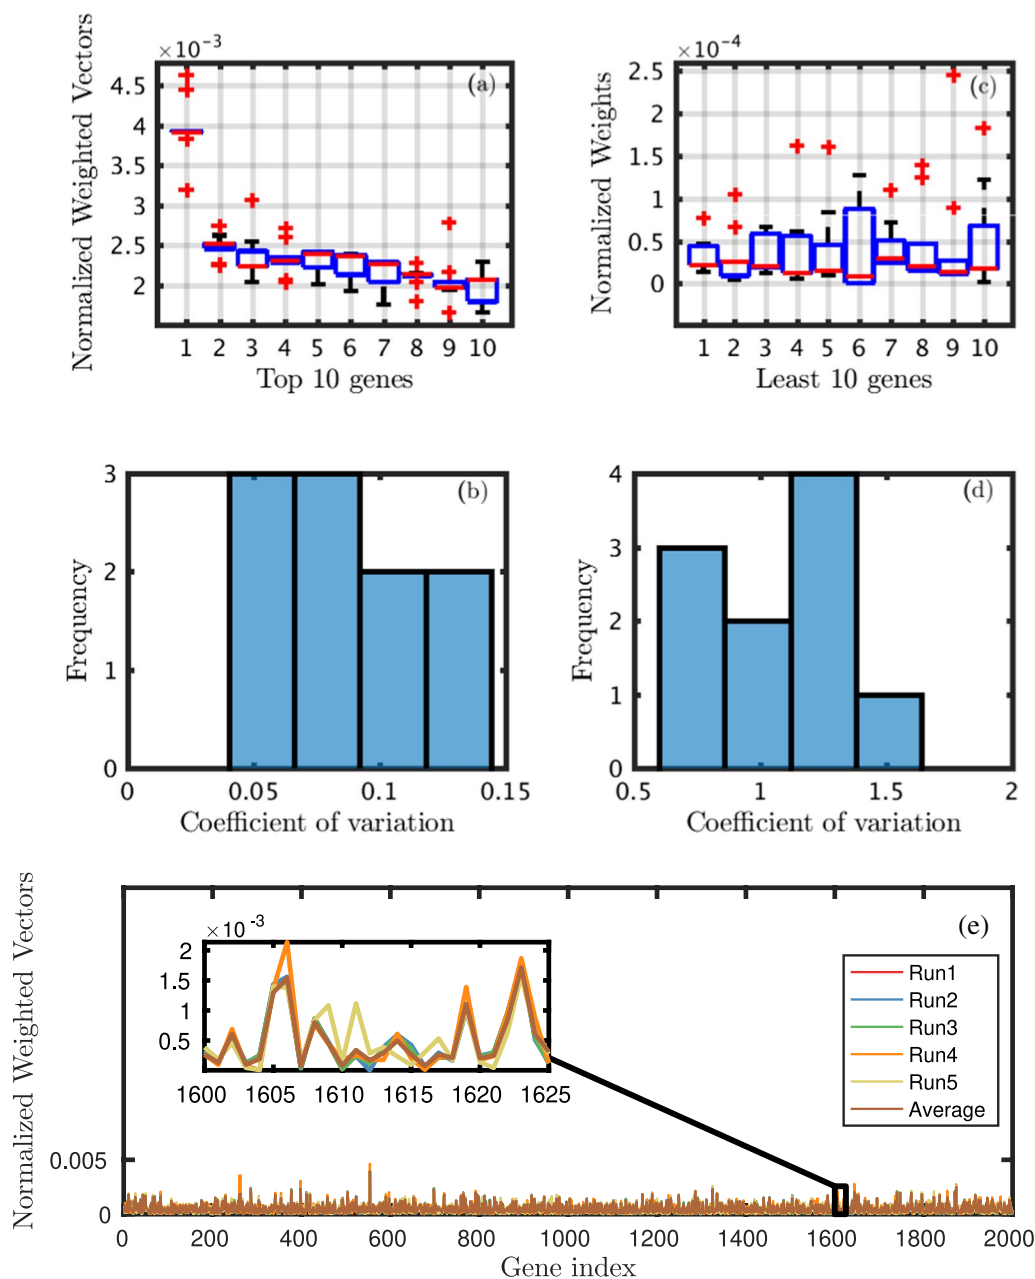 Normalized Weighted Vectors
×10^-3
(a)
4.5
4
3.5
3
2.5
2
1 2 3 4 5 6 7 8 9 10
Top 10 genes
Normalized Weights
×10^-4
(c)
2.5
2
1.5
1
0.5
0
1 2 3 4 5 6 7 8 9 10
Least 10 genes
Frequency
(b)
3
2
1
0
0 0.05 0.1 0.15
Coefficient of variation
Frequency
(d)
4
3
2
1
0
0.5 1 1.5 2
Coefficient of variation
Normalized Weighted Vectors
(e)
×10^-3
2
1.5
1
0.5
1600 1605 1610 1615 1620 1625
Run1
Run2
Run3
Run4
Run5
Average
0.005
0
0 200 400 600 800 1000 1200 1400 1600 1800 2000
Gene index